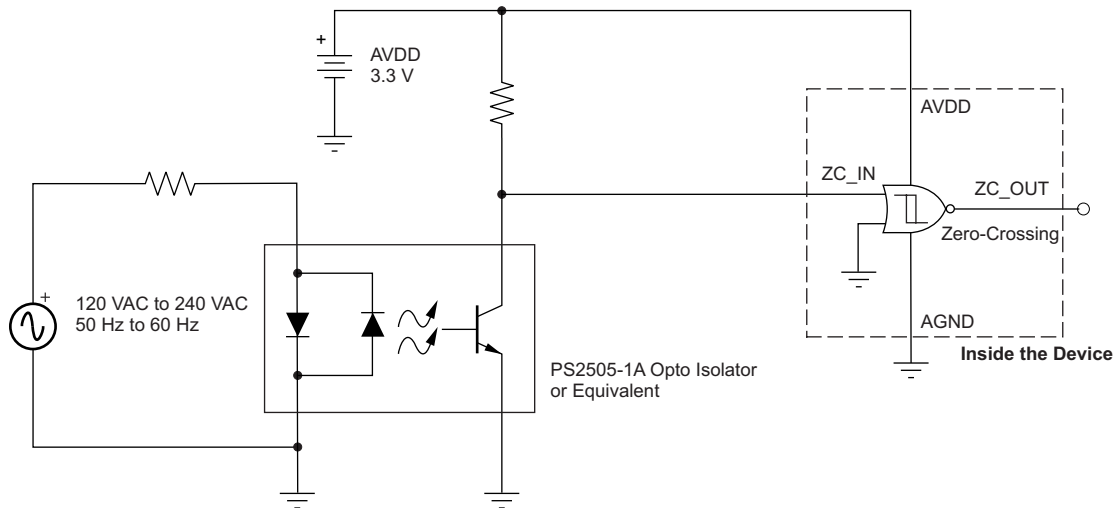 +
AVDD
3.3 V
AVDD
ZC_IN
ZC_OUT
Zero-Crossing
+
120 VAC to 240 VAC
50 Hz to 60 Hz
AGND
Inside the Device
PS2505-1A Opto Isolator
or Equivalent